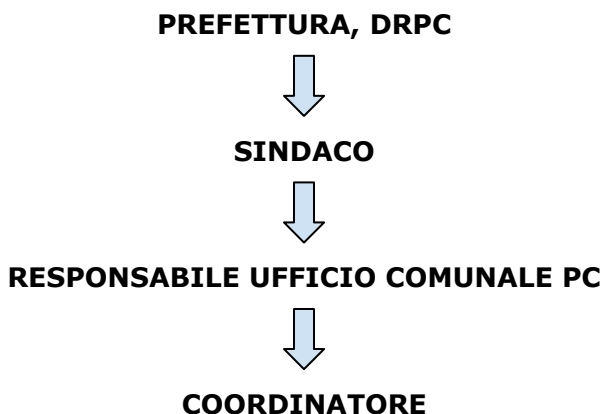 PREFETTURA, DRPC
SINDACO
RESPONSABILE UFFICIO COMUNALE PC
COORDINATORE